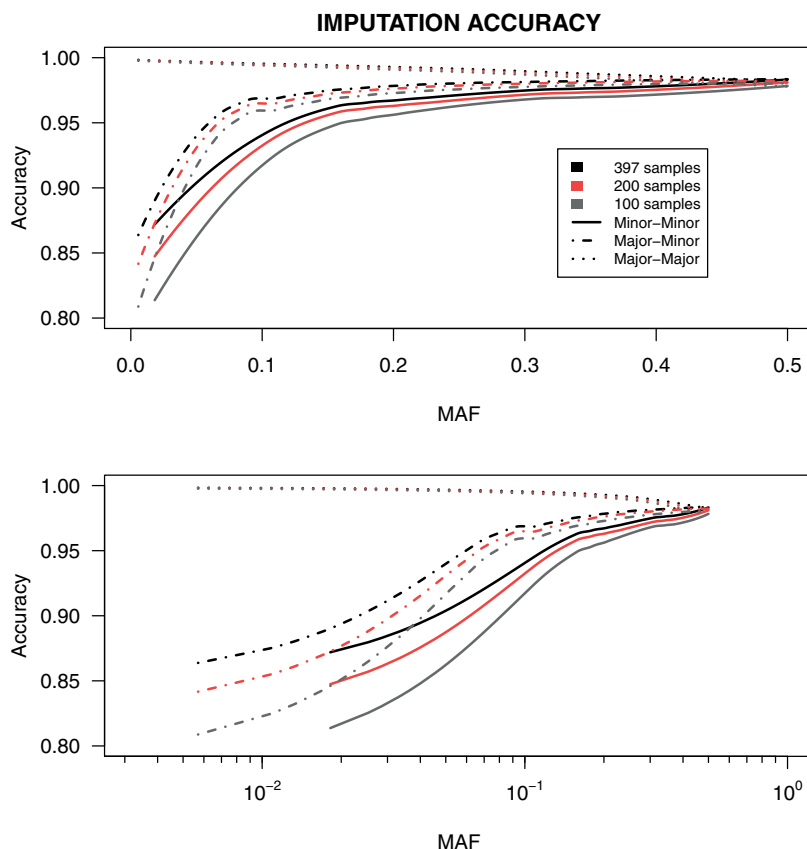 IMPUTATION ACCURACY
1.00
0.95
0.90
0.85
0.80
Accuracy
397 samples
200 samples
100 samples
Minor−Minor
Major−Minor
Major−Major
0.0 0.1 0.2 0.3 0.4 0.5
MAF
1.00
0.95
0.90
0.85
0.80
Accuracy
10⁻² 10⁻¹ 10⁰
MAF